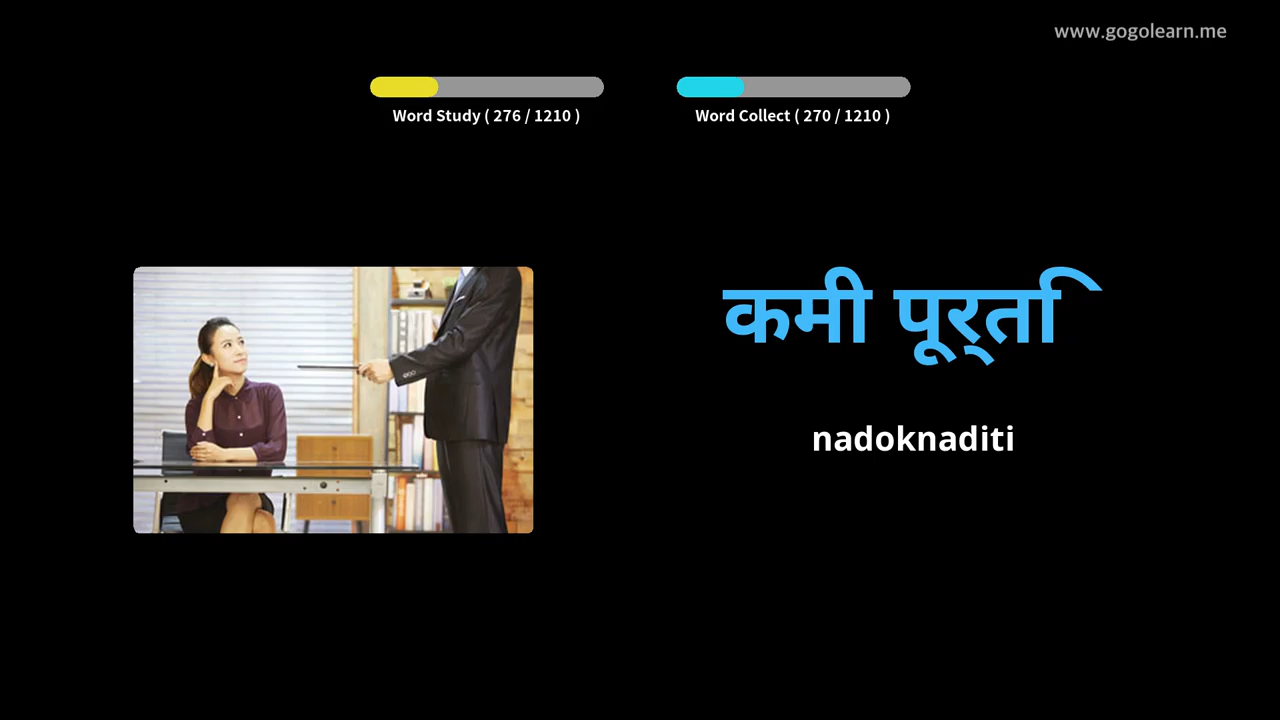 www.gogolearn.me
Word Study ( 276 / 1210 )
Word Collect ( 270 / 1210 )
कमी पूर्ति
nadoknaditi